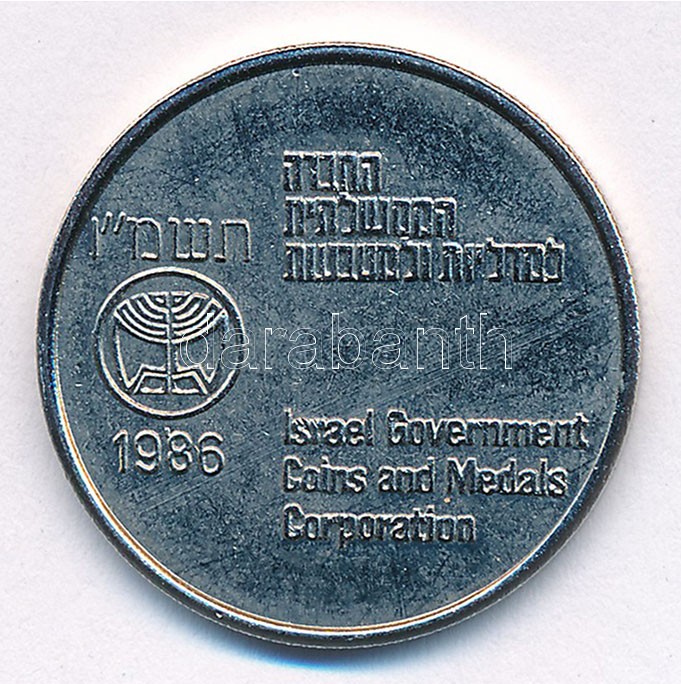 החברה
הממשלתית
למדליות ולמטבעות
תשמ"ו
1986
Israel Government
Coins and Medals
Corporation
darabanth